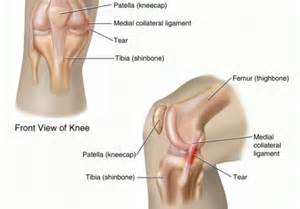 Patella (kneecap)
Medial collateral ligament
Tear
Tibia (shinbone)
Front View of Knee
Femur (thighbone)
Medial
collateral
ligament
Patella (kneecap)
Tibia (shinbone)
Tear